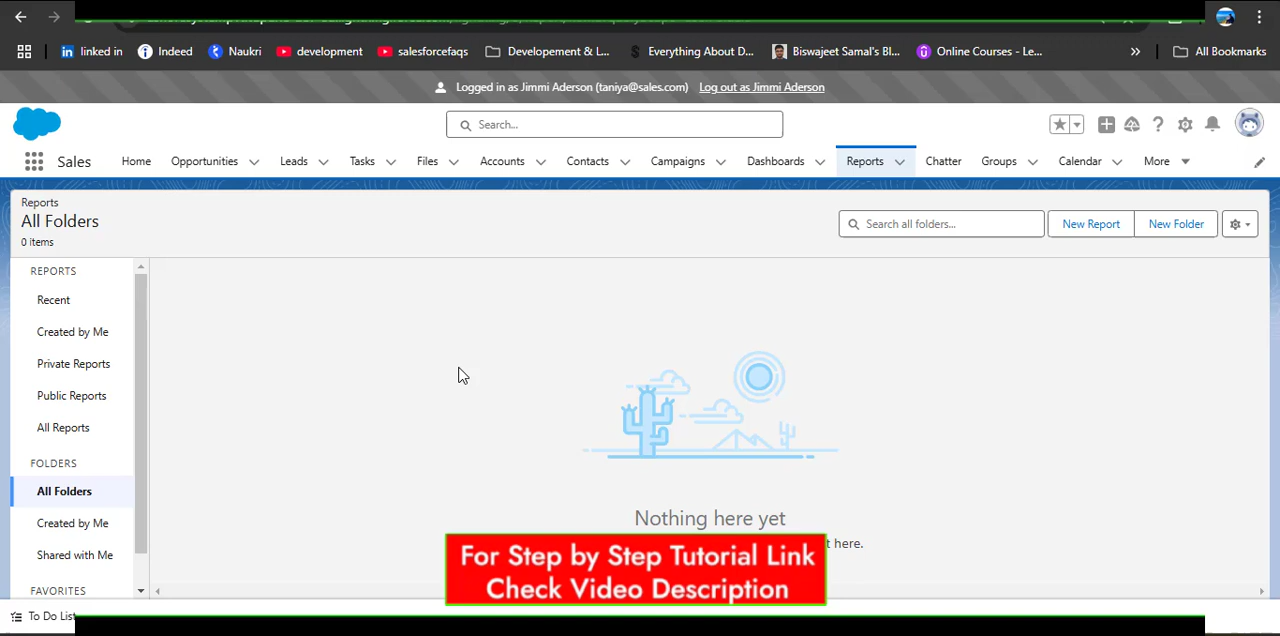 linked in
Indeed
Naukri
development
salesforcefaqs
Developement & L...
Everything About D...
Biswajeet Samal's Bl...
Online Courses - Le...
All Bookmarks
Logged in as Jimmi Aderson (taniya@sales.com) Log out as Jimmi Aderson
Search...
Sales
Home
Opportunities
Leads
Tasks
Files
Accounts
Contacts
Campaigns
Dashboards
Reports
Chatter
Groups
Calendar
More
Reports
All Folders
0 items
Search all folders...
New Report
New Folder
REPORTS
Recent
Created by Me
Private Reports
Public Reports
All Reports
FOLDERS
All Folders
Created by Me
Shared with Me
FAVORITES
Nothing here yet
here.
For Step by Step Tutorial Link
Check Video Description
To Do List